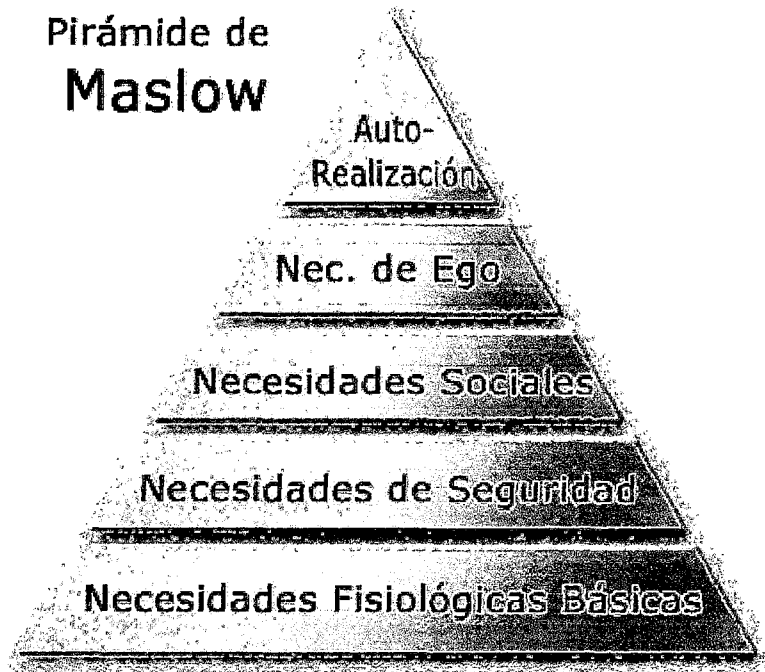 Pirámide de
Maslow
Auto-
Realización
Nec. de Ego
Necesidades Sociales
Necesidades de Seguridad
Necesidades Fisiológicas Básicas